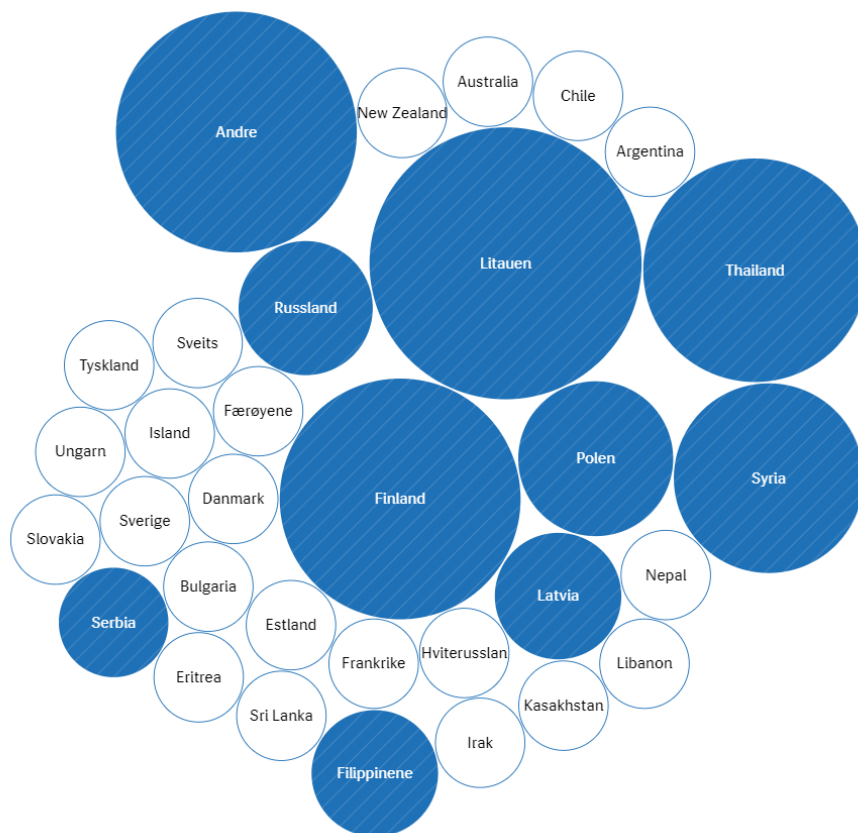 Australia
Chile
New Zealand
Andre
Argentina
Litauen
Thailand
Russland
Sveits
Tyskland
Færøyene
Island
Ungarn
Polen
Syria
Danmark
Finland
Sverige
Slovakia
Nepal
Bulgaria
Latvia
Serbia
Estland
Hviterusslan
Frankrike
Libanon
Eritrea
Kasakhstan
Sri Lanka
Irak
Filippinene